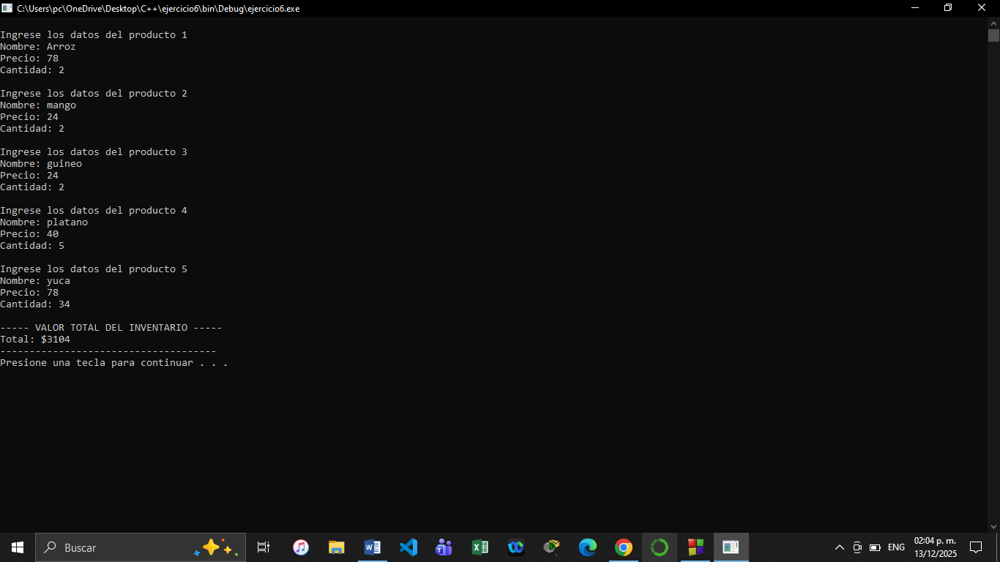 C:\Users\pc\OneDrive\Desktop\C++\ejercicio6\bin\Debug\ejercicio6.exe
Ingrese los datos del producto 1
Nombre: Arroz
Precio: 78
Cantidad: 2
Ingrese los datos del producto 2
Nombre: mango
Precio: 24
Cantidad: 2
Ingrese los datos del producto 3
Nombre: guineo
Precio: 24
Cantidad: 2
Ingrese los datos del producto 4
Nombre: platano
Precio: 40
Cantidad: 5
Ingrese los datos del producto 5
Nombre: yuca
Precio: 78
Cantidad: 34
----- VALOR TOTAL DEL INVENTARIO -----
Total: $3104
-------------------------------------
Presione una tecla para continuar . . .
Buscar
ENG
02:04 p. m.
13/12/2025